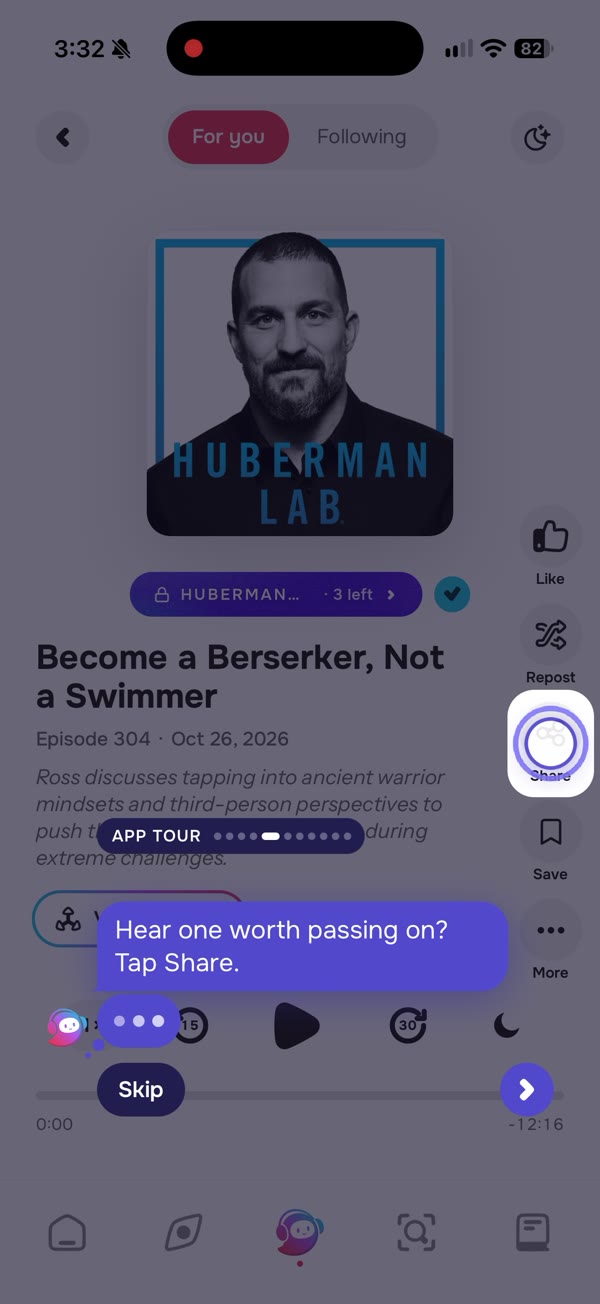 3:32
82
For you
Following
HUBERMAN
LAB
HUBERMAN... · 3 left
Like
Become a Berserker, Not
a Swimmer
Repost
Episode 304 · Oct 26, 2026
Share
Ross discusses tapping into ancient warrior
mindsets and third-person perspectives to
push during
APP TOUR
extreme challenges.
Save
Hear one worth passing on?
Tap Share.
More
15
30
Skip
0:00
-12:16